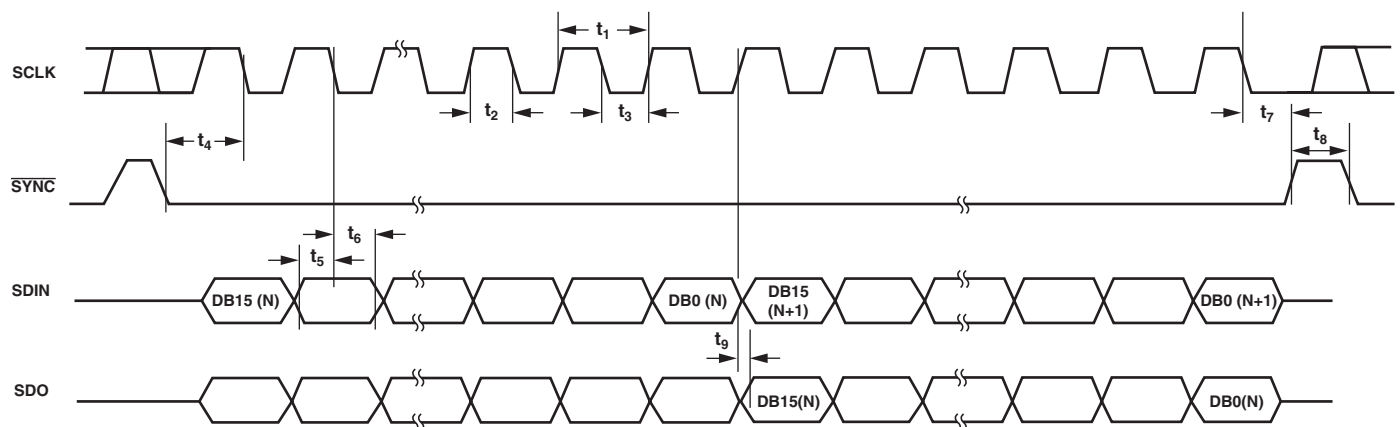 t1
SCLK
t2
t3
t7
t4
t8
SYNC
t6
t5
SDIN
DB15 (N)
DB0 (N)
DB15
(N+1)
DB0 (N+1)
t9
SDO
DB15(N)
DB0(N)